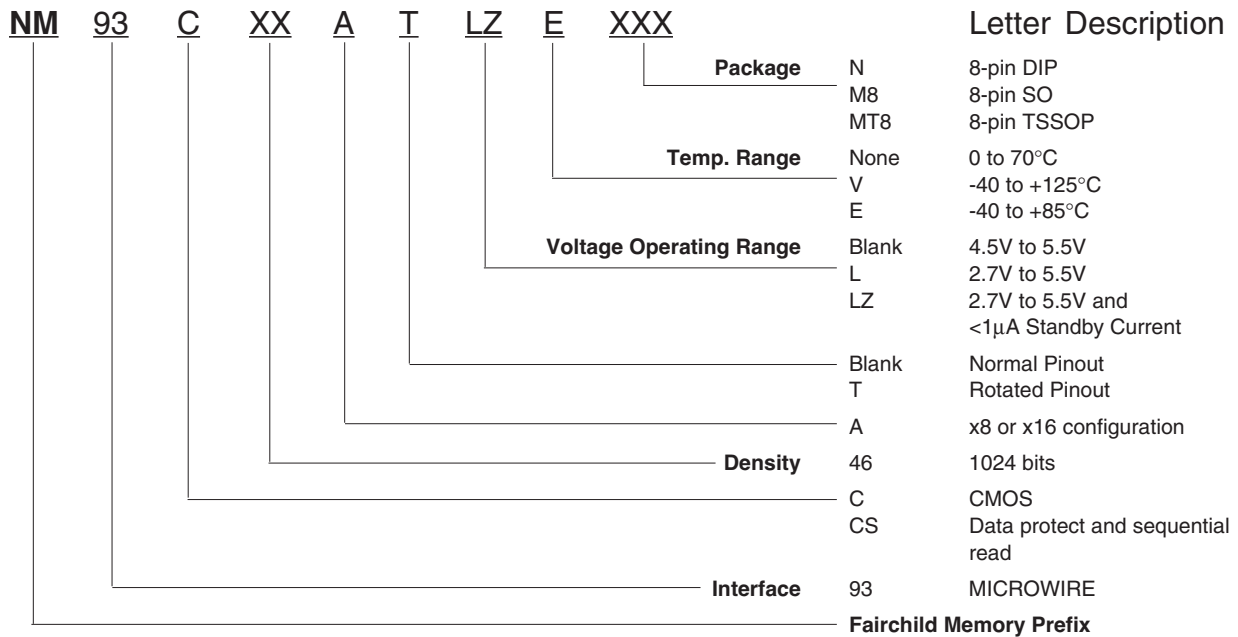 NM 93 C XX A T LZ E XXX Letter Description
Package N 8-pin DIP
M8 8-pin SO
MT8 8-pin TSSOP
Temp. Range None 0 to 70°C
V -40 to +125°C
E -40 to +85°C
Voltage Operating Range Blank 4.5V to 5.5V
L 2.7V to 5.5V
LZ 2.7V to 5.5V and
<1μA Standby Current
Blank Normal Pinout
T Rotated Pinout
A x8 or x16 configuration
Density 46 1024 bits
C CMOS
CS Data protect and sequential
read
Interface 93 MICROWIRE
Fairchild Memory Prefix